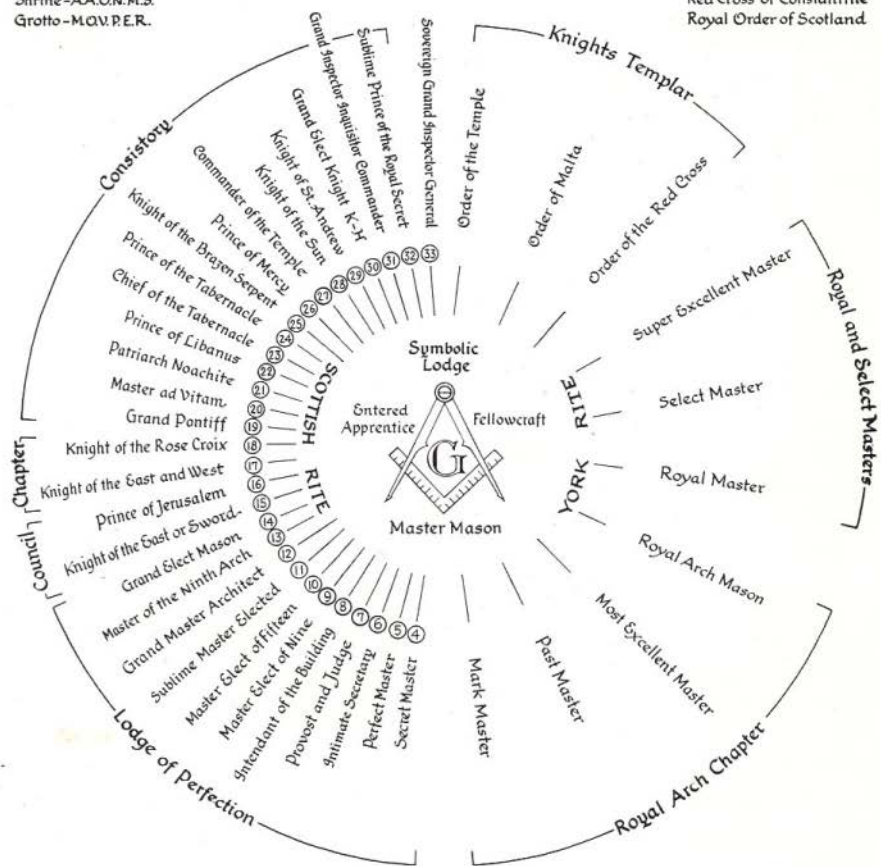 Shrine-A.A.O.N.M.S.
Grotto-M.O.V.P.E.R.
Red Cross of Constantine
Royal Order of Scotland
Knights Templar
Order of the Temple
Order of Malta
Order of the Red Cross
Royal and Select Masters
Super Excellent Master
Select Master
Royal Master
Royal Arch Chapter
Royal Arch Mason
Most Excellent Master
Past Master
Mark Master
YORK RITE
Symbolic
Lodge
Entered
Apprentice
Fellowcraft
G
Master Mason
SCOTTISH RITE
Consistory
33 Sovereign Grand Inspector General
32 Sublime Prince of the Royal Secret
31 Grand Inspector Inquisitor Commander
30 Grand Elect Knight K-H
29 Knight of St. Andrew
28 Knight of the Sun
27 Commander of the Temple
26 Prince of Mercy
25 Knight of the Brazen Serpent
24 Prince of the Tabernacle
23 Chief of the Tabernacle
22 Prince of Libanus
21 Patriarch Noachite
20 Master ad Vitam
19 Grand Pontiff
Chapter
18 Knight of the Rose Croix
17 Knight of the East and West
Council
16 Prince of Jerusalem
15 Knight of the East or Sword
Lodge of Perfection
14 Grand Elect Mason
13 Master of the Ninth Arch
12 Grand Master Architect
11 Sublime Master Elected
10 Master Elect of Fifteen
9 Master Elect of Nine
8 Intendant of the Building
7 Provost and Judge
6 Intimate Secretary
5 Perfect Master
4 Secret Master